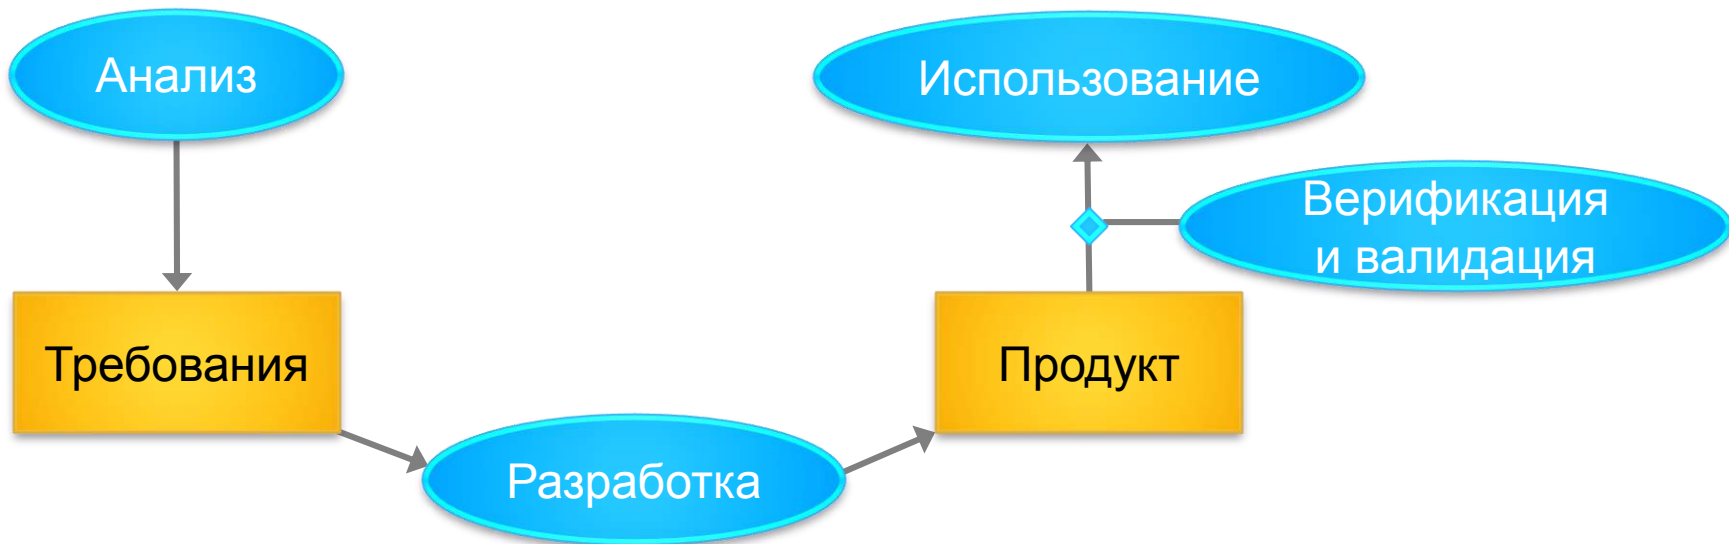 Анализ
Использование
Верификация
и валидация
Требования
Продукт
Разработка